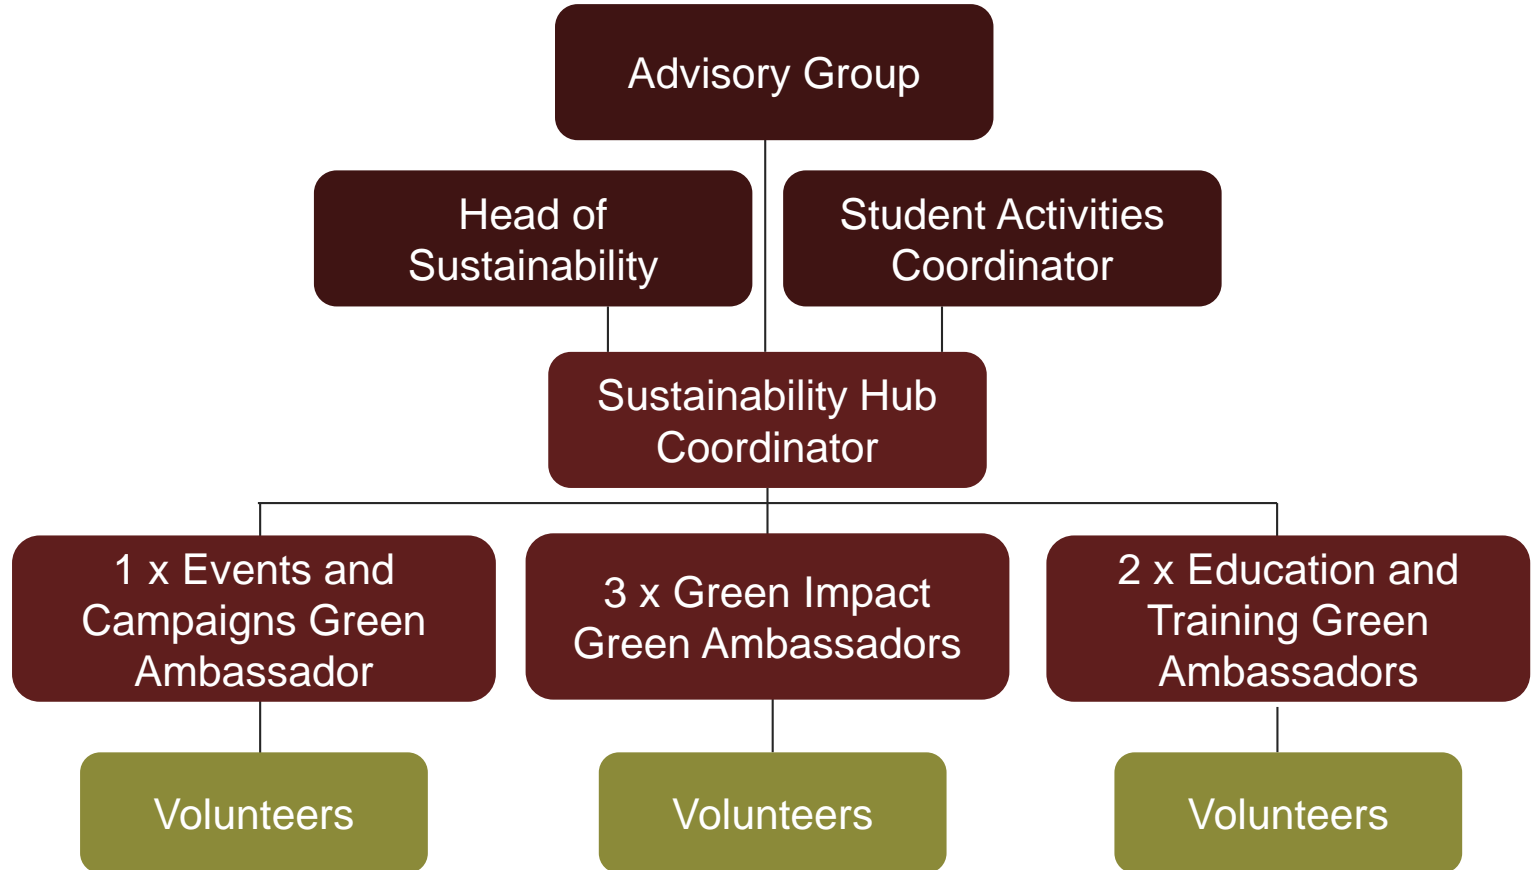 Advisory Group
Head of
Sustainability
Student Activities
Coordinator
Sustainability Hub
Coordinator
1 x Events and
Campaigns Green
Ambassador
3 x Green Impact
Green Ambassadors
2 x Education and
Training Green
Ambassadors
Volunteers
Volunteers
Volunteers